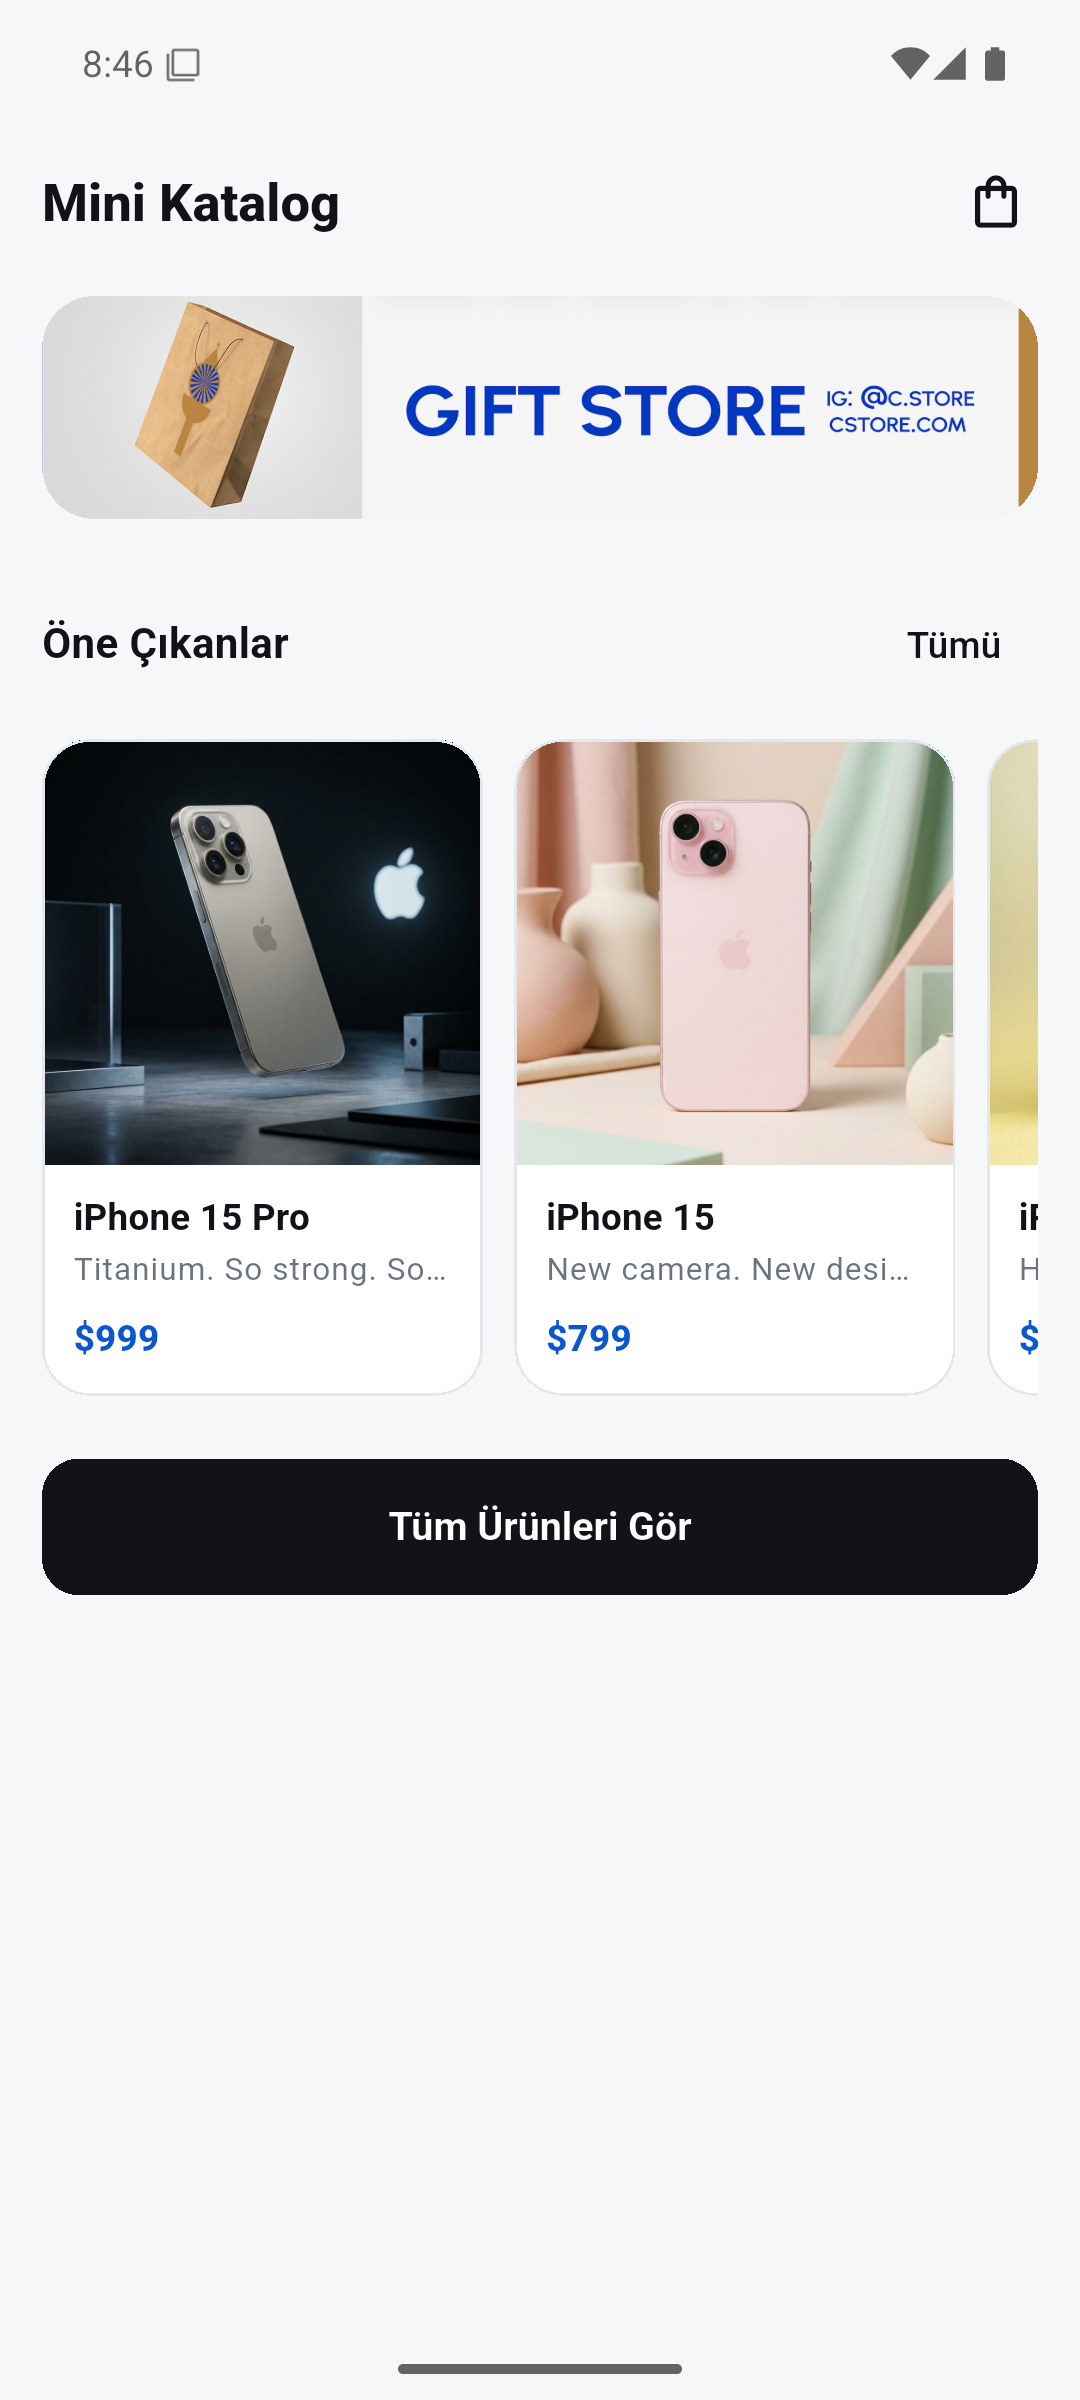 8:46
Mini Katalog
GIFT STORE
IG: @C.STORE
CSTORE.COM
Öne Çıkanlar
Tümü
iPhone 15 Pro
Titanium. So strong. So...
$999
iPhone 15
New camera. New desi...
$799
Tüm Ürünleri Gör